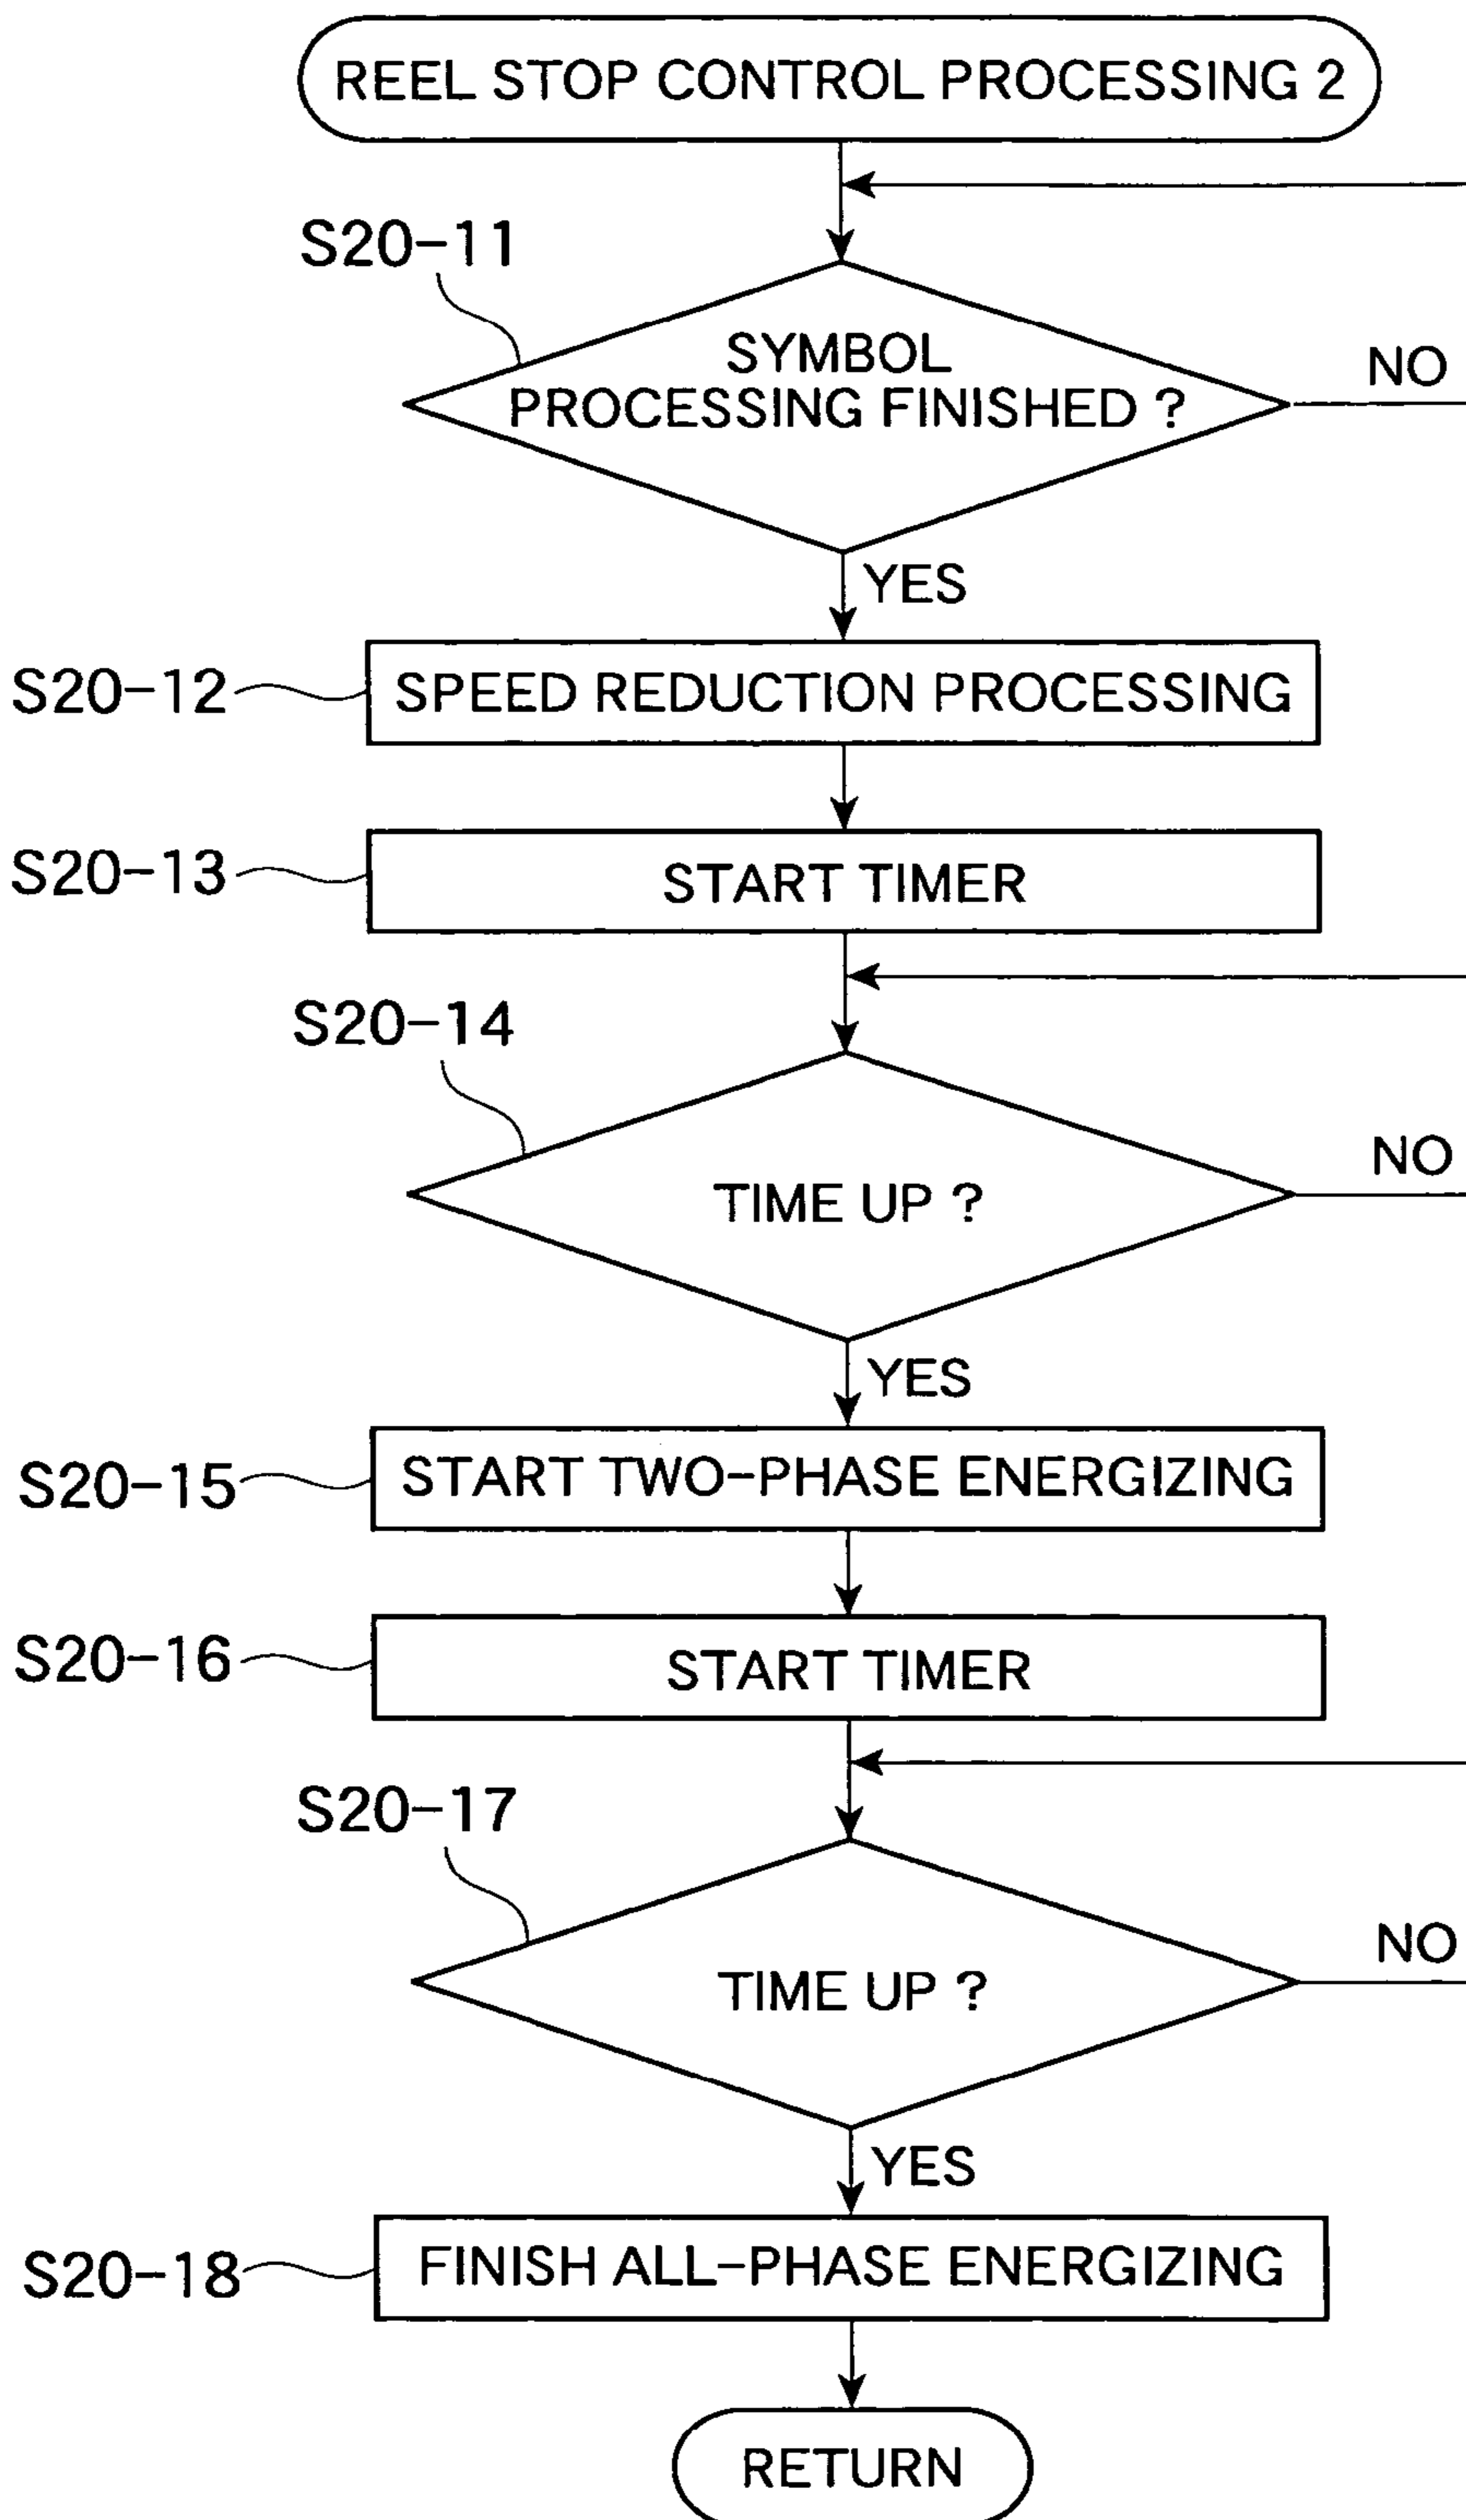 REEL STOP CONTROL PROCESSING 2
S20-11
SYMBOL
PROCESSING FINISHED ?
NO
YES
S20-12
SPEED REDUCTION PROCESSING
S20-13
START TIMER
S20-14
TIME UP ?
NO
YES
S20-15
START TWO-PHASE ENERGIZING
S20-16
START TIMER
S20-17
TIME UP ?
NO
YES
S20-18
FINISH ALL-PHASE ENERGIZING
RETURN